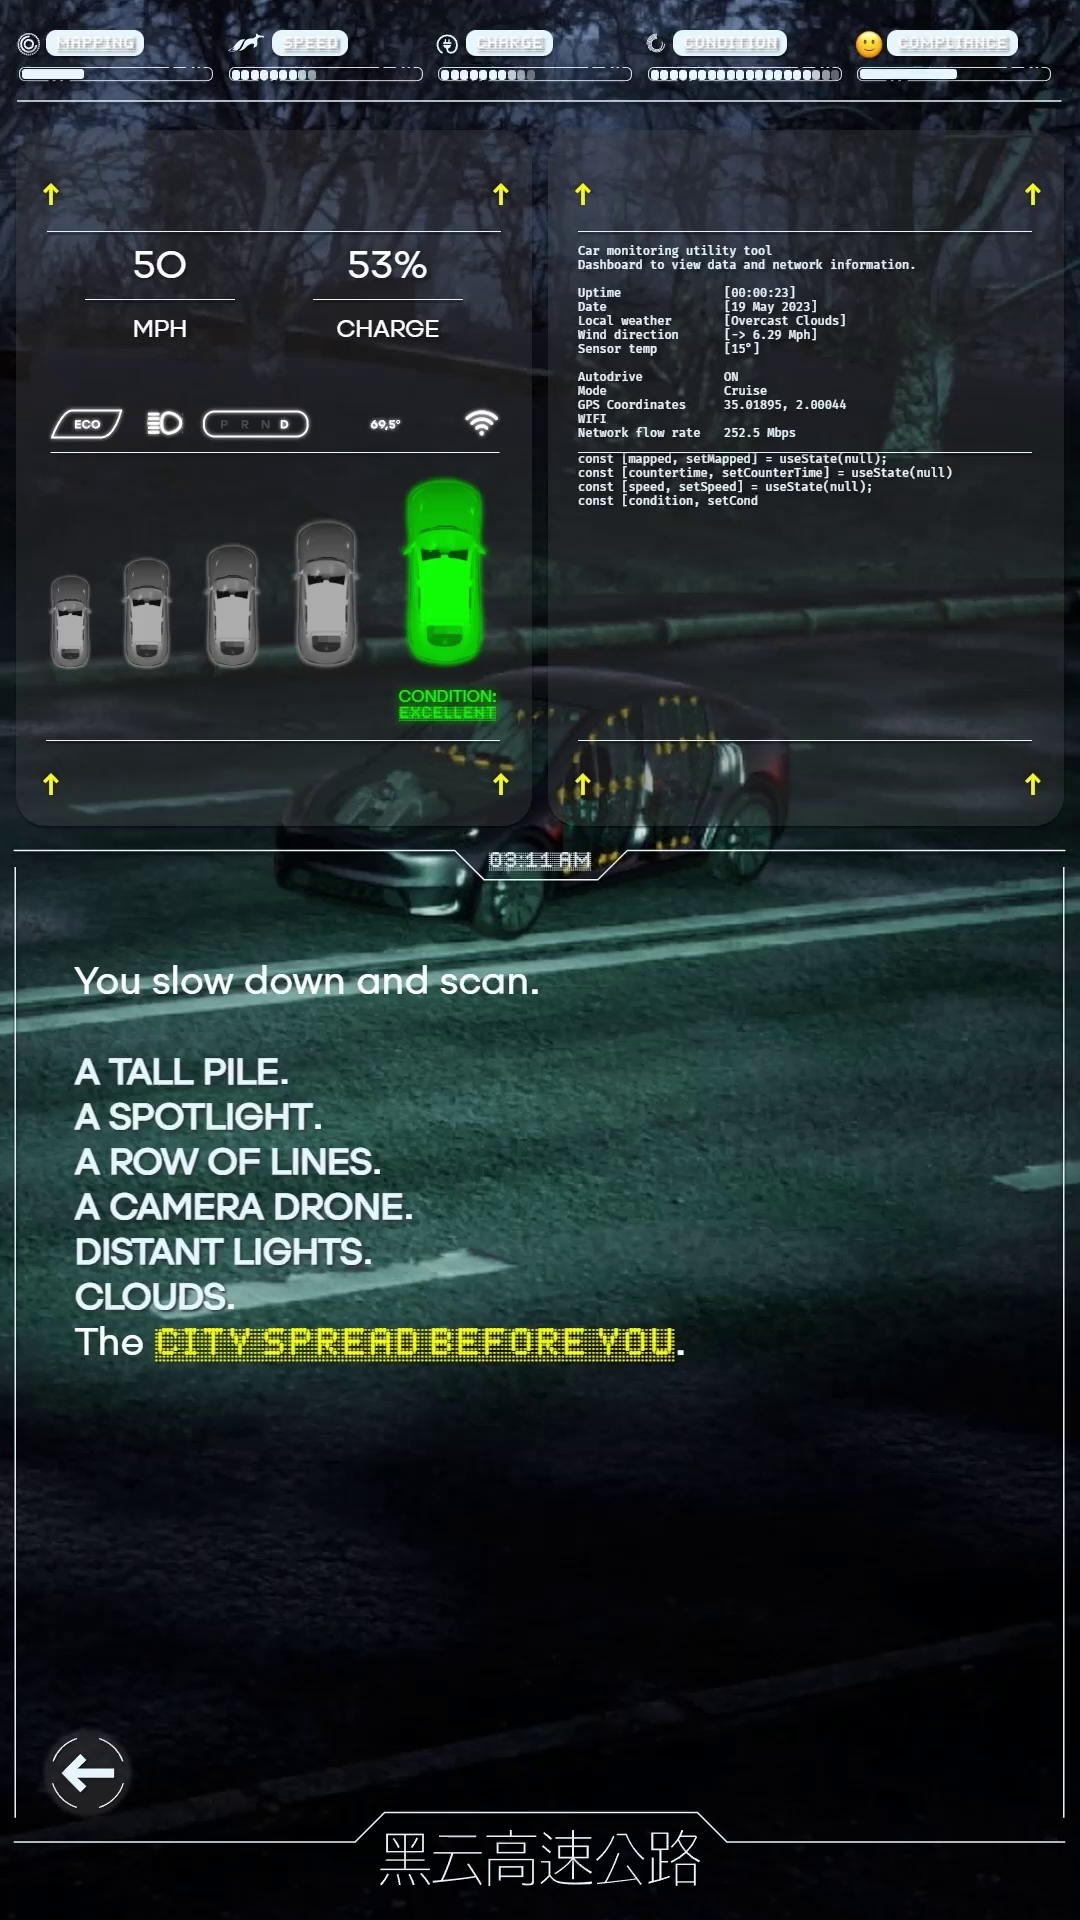 MAPPING SPEED CHARGE CONDITION COMPLIANCE
50 53%
MPH CHARGE
ECO P R N D 69,5°
CONDITION:
EXCELLENT
Car monitoring utility tool
Dashboard to view data and network information.
Uptime [00:00:23]
Date [19 May 2023]
Local weather [Overcast Clouds]
Wind direction [-> 6.29 Mph]
Sensor temp [15°]
Autodrive ON
Mode Cruise
GPS Coordinates 35.01895, 2.00044
WIFI
Network flow rate 252.5 Mbps
const [mapped, setMapped] = useState(null);
const [countertime, setCounterTime] = useState(null)
const [speed, setSpeed] = useState(null);
const [condition, setCond
03:11 AM
You slow down and scan.
A TALL PILE.
A SPOTLIGHT.
A ROW OF LINES.
A CAMERA DRONE.
DISTANT LIGHTS.
CLOUDS.
The CITY SPREAD BEFORE YOU.
黑云高速公路